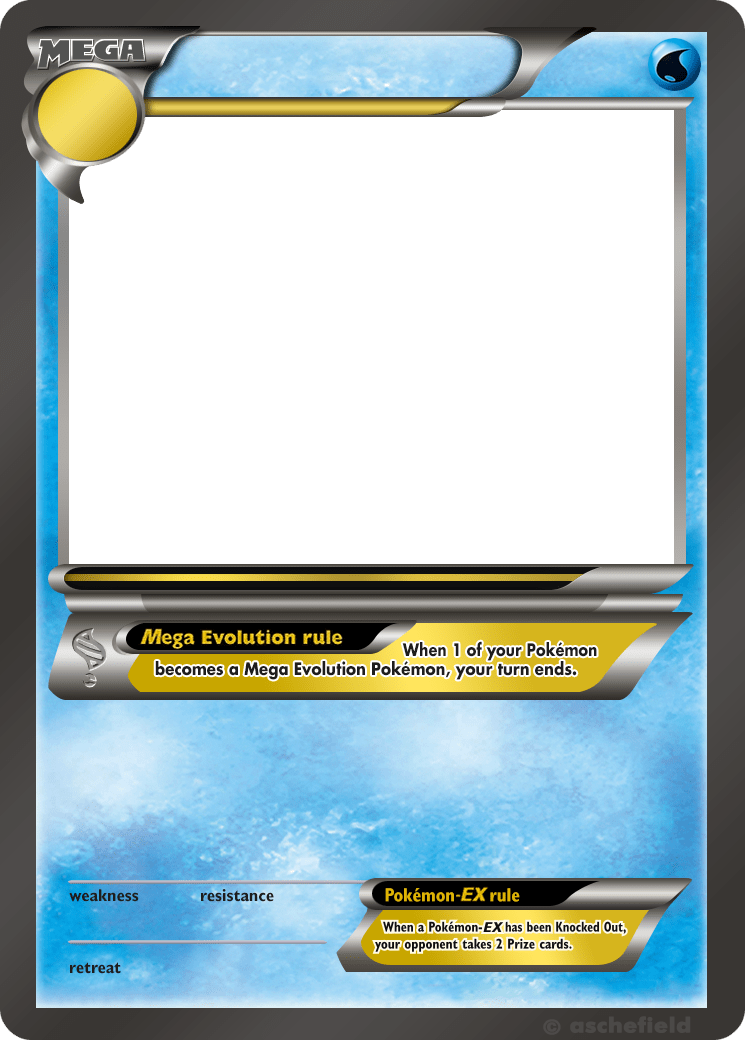 MEGA
Mega Evolution rule
When 1 of your Pokémon
becomes a Mega Evolution Pokémon, your turn ends.
weakness
resistance
Pokémon-EX rule
When a Pokémon-EX has been Knocked Out,
your opponent takes 2 Prize cards.
retreat
© aschefield